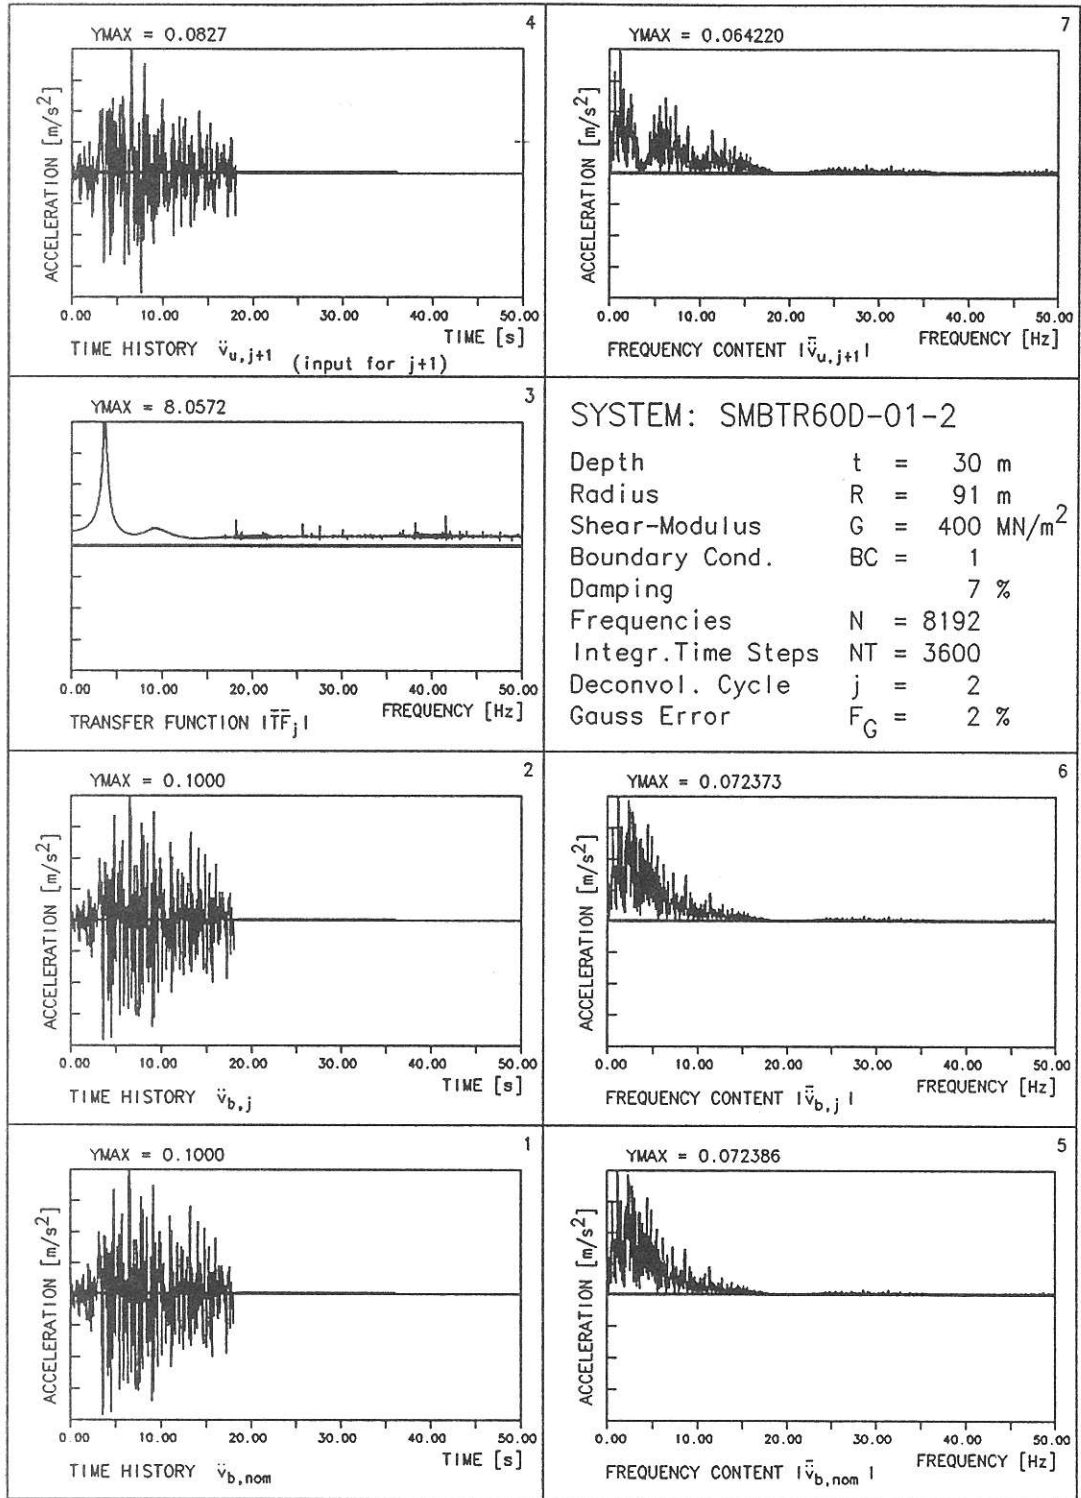 4
YMAX = 0.0827
ACCELERATION [m/s²]
0.00 10.00 20.00 30.00 40.00 50.00
TIME [s]
TIME HISTORY v̈u,j+1 (input for j+1)
7
YMAX = 0.064220
ACCELERATION [m/s²]
0.00 10.00 20.00 30.00 40.00 50.00
FREQUENCY [Hz]
FREQUENCY CONTENT |v̄̈u,j+1|
3
YMAX = 8.0572
0.00 10.00 20.00 30.00 40.00 50.00
FREQUENCY [Hz]
TRANSFER FUNCTION |T̄F̄j|
SYSTEM: SMBTR60D-01-2
Depth t = 30 m
Radius R = 91 m
Shear-Modulus G = 400 MN/m²
Boundary Cond. BC = 1
Damping 7 %
Frequencies N = 8192
Integr.Time Steps NT = 3600
Deconvol. Cycle j = 2
Gauss Error FG = 2 %
2
YMAX = 0.1000
ACCELERATION [m/s²]
0.00 10.00 20.00 30.00 40.00 50.00
TIME [s]
TIME HISTORY v̈b,j
6
YMAX = 0.072373
ACCELERATION [m/s²]
0.00 10.00 20.00 30.00 40.00 50.00
FREQUENCY [Hz]
FREQUENCY CONTENT |v̄̈b,j|
1
YMAX = 0.1000
ACCELERATION [m/s²]
0.00 10.00 20.00 30.00 40.00 50.00
TIME [s]
TIME HISTORY v̈b,nom
5
YMAX = 0.072386
ACCELERATION [m/s²]
0.00 10.00 20.00 30.00 40.00 50.00
FREQUENCY [Hz]
FREQUENCY CONTENT |v̄̈b,nom|